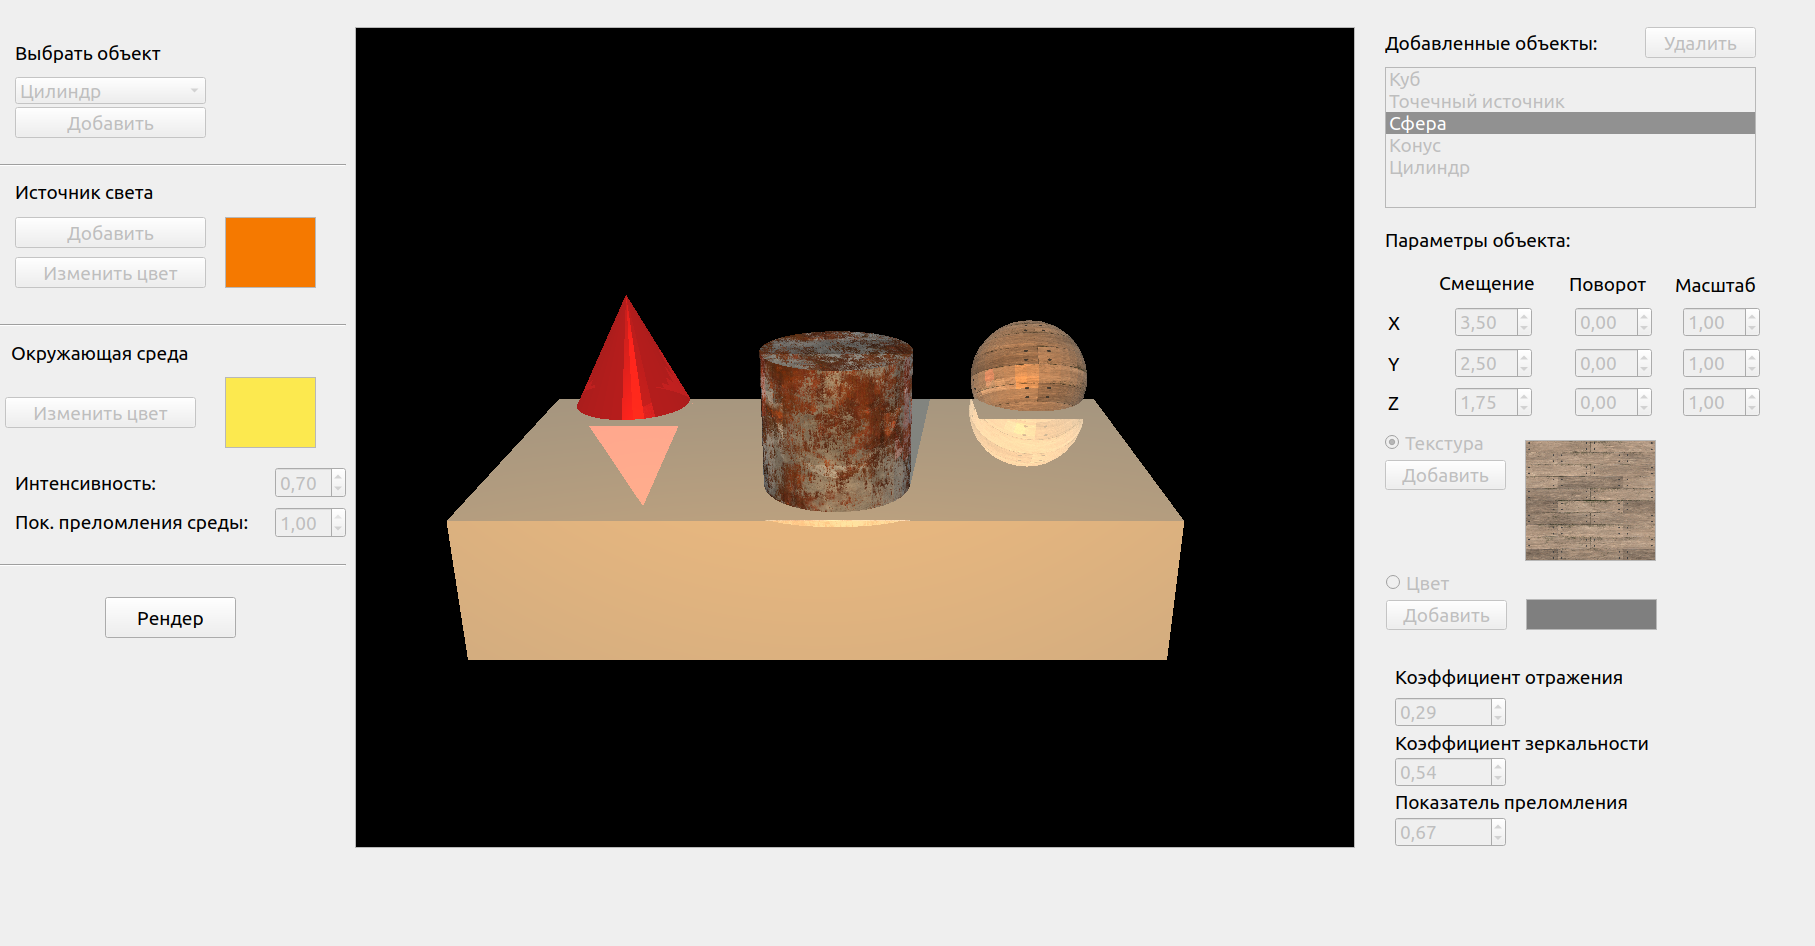 Выбрать объект
Цилиндр
Добавить
Источник света
Добавить
Изменить цвет
Окружающая среда
Изменить цвет
Интенсивность: 0,70
Пок. преломления среды: 1,00
Рендер
Добавленные объекты: Удалить
Куб
Точечный источник
Сфера
Конус
Цилиндр
Параметры объекта:
Смещение Поворот Масштаб
X 3,50 0,00 1,00
Y 2,50 0,00 1,00
Z 1,75 0,00 1,00
Текстура
Добавить
Цвет
Добавить
Коэффициент отражения
0,29
Коэффициент зеркальности
0,54
Показатель преломления
0,67